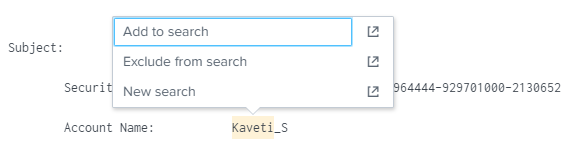 Add to search
Subject:
Exclude from search
Securit
New search
964444-929701000-2130652
Account Name: Kaveti_S